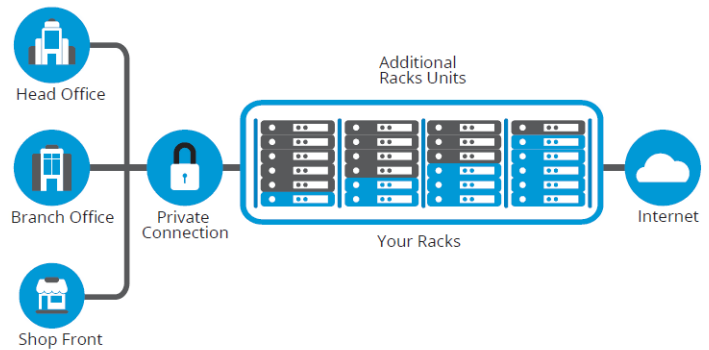 Head Office
Additional
Racks Units
Branch Office
Private
Connection
Your Racks
Internet
Shop Front